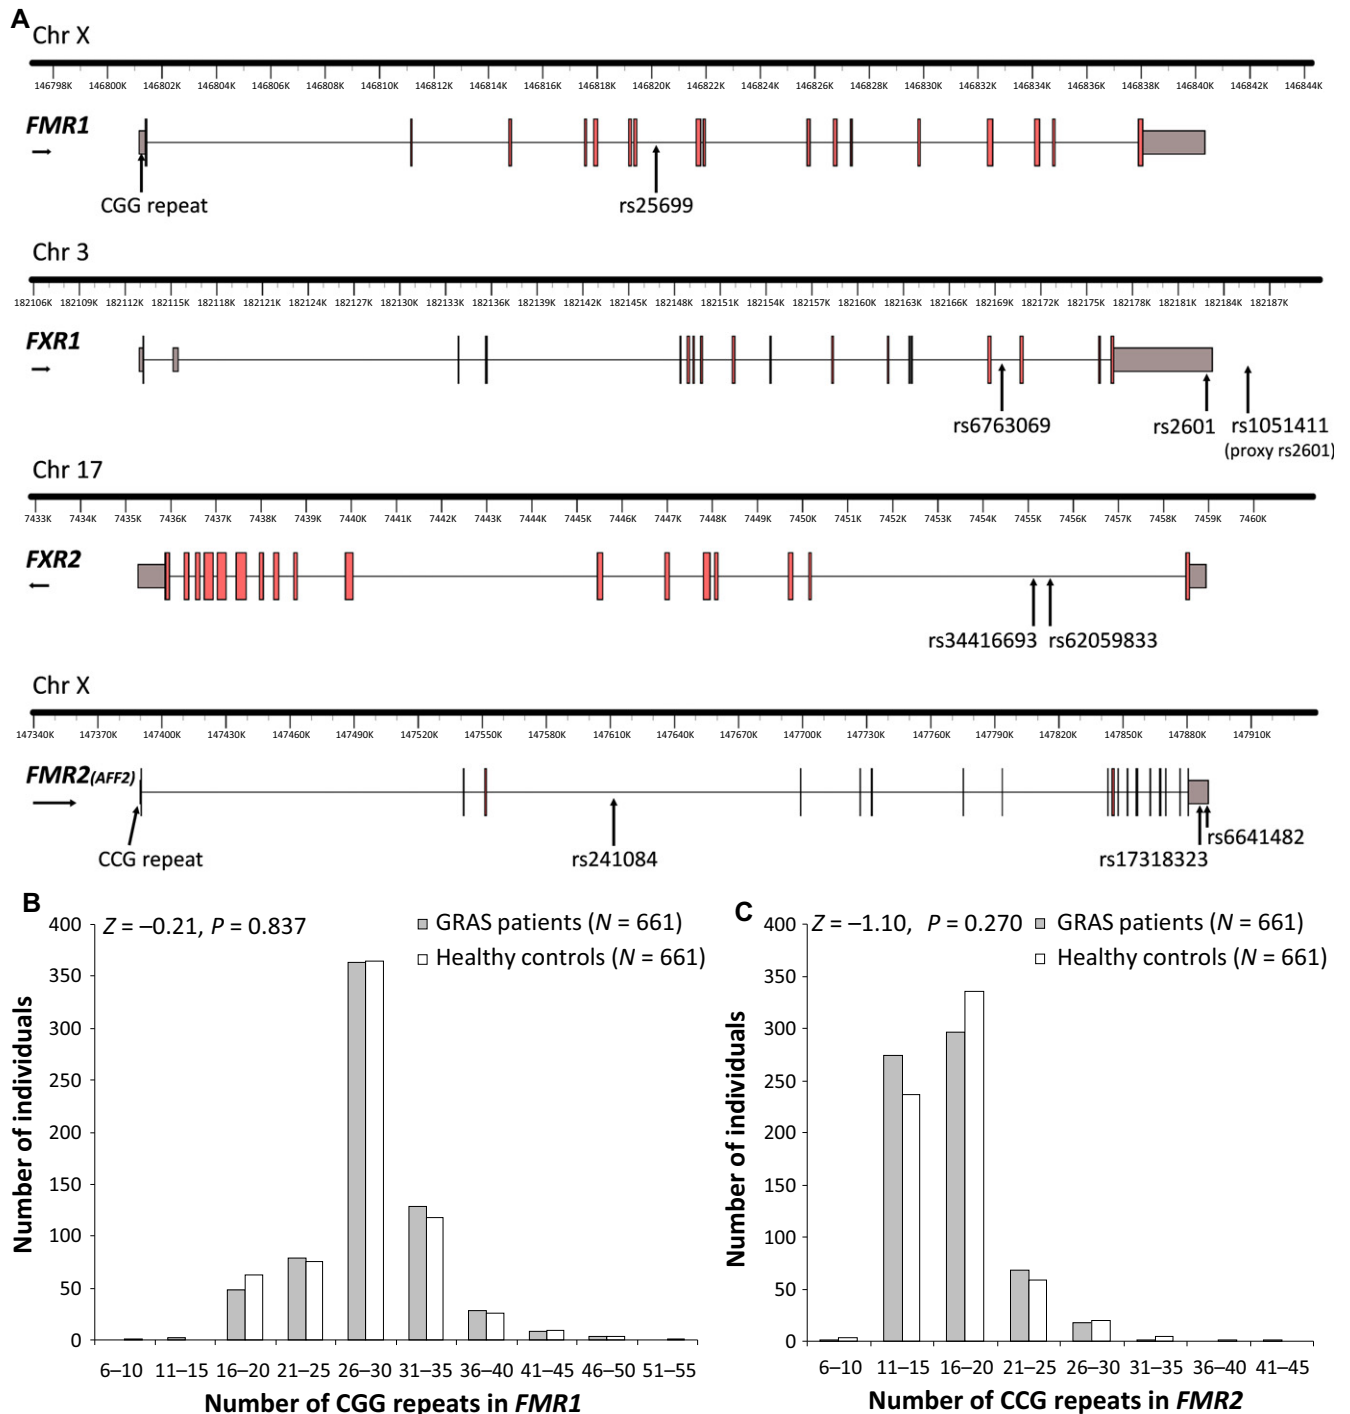 A
Chr X
146798K 146800K 146802K 146804K 146806K 146808K 146810K 146812K 146814K 146816K 146818K 146820K 146822K 146824K 146826K 146828K 146830K 146832K 146834K 146836K 146838K 146840K 146842K 146844K
FMR1
CGG repeat rs25699
Chr 3
182106K 182109K 182112K 182115K 182118K 182121K 182124K 182127K 182130K 182133K 182136K 182139K 182142K 182145K 182148K 182151K 182154K 182157K 182160K 182163K 182166K 182169K 182172K 182175K 182178K 182181K 182184K 182187K
FXR1
rs6763069 rs2601 rs1051411
(proxy rs2601)
Chr 17
7433K 7434K 7435K 7436K 7437K 7438K 7439K 7440K 7441K 7442K 7443K 7444K 7445K 7446K 7447K 7448K 7449K 7450K 7451K 7452K 7453K 7454K 7455K 7456K 7457K 7458K 7459K 7460K
FXR2
rs34416693 rs62059833
Chr X
147340K 147370K 147400K 147430K 147460K 147490K 147520K 147550K 147580K 147610K 147640K 147670K 147700K 147730K 147760K 147790K 147820K 147850K 147880K 147910K
FMR2(AFF2)
rs6641482
CCG repeat rs241084 rs17318323
B
Z = –0.21, P = 0.837
GRAS patients (N = 661)
Healthy controls (N = 661)
Number of individuals
400
350
300
250
200
150
100
50
0
6–10 11–15 16–20 21–25 26–30 31–35 36–40 41–45 46–50 51–55
Number of CGG repeats in FMR1
C
Z = –1.10, P = 0.270
GRAS patients (N = 661)
Healthy controls (N = 661)
Number of individuals
400
350
300
250
200
150
100
50
0
6–10 11–15 16–20 21–25 26–30 31–35 36–40 41–45
Number of CCG repeats in FMR2